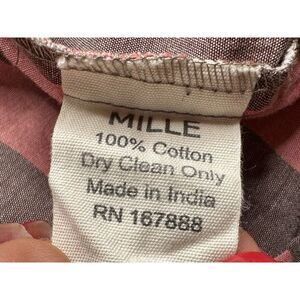 MILLE
100% Cotton
Dry Clean Only
Made in India
RN 167888